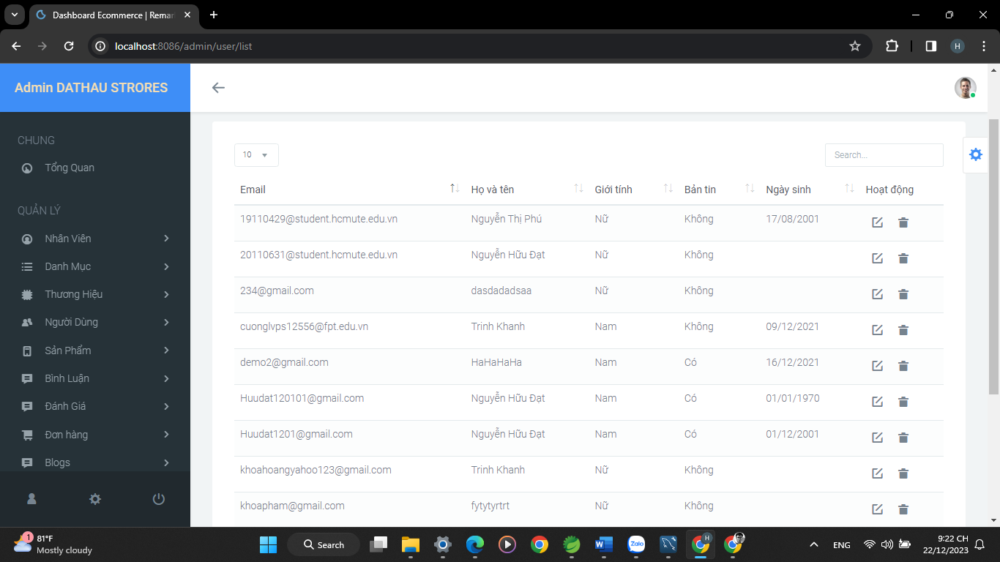 Dashboard Ecommerce | Remar
localhost:8086/admin/user/list
H
Admin DATHAU STRORES
CHUNG
Tổng Quan
QUẢN LÝ
Nhân Viên
Danh Mục
Thương Hiệu
Người Dùng
Sản Phẩm
Bình Luận
Đánh Giá
Đơn hàng
Blogs
10
Search...
Email Họ và tên Giới tính Bản tin Ngày sinh Hoạt động
19110429@student.hcmute.edu.vn Nguyễn Thị Phú Nữ Không 17/08/2001
20110631@student.hcmute.edu.vn Nguyễn Hữu Đạt Nữ Không
234@gmail.com dasdadadsaa Nữ Không
cuonglvps12556@fpt.edu.vn Trinh Khanh Nam Không 09/12/2021
demo2@gmail.com HaHaHaHa Nam Có 16/12/2021
Huudat120101@gmail.com Nguyễn Hữu Đạt Nam Có 01/01/1970
Huudat1201@gmail.com Nguyễn Hữu Đạt Nam Có 01/12/2001
khoahoangyahoo123@gmail.com Trinh Khanh Nữ Không
khoapham@gmail.com fytytyrtrt Nữ Không
1
81°F
Mostly cloudy
Search
W
Zalo
H
ENG
9:22 CH
22/12/2023